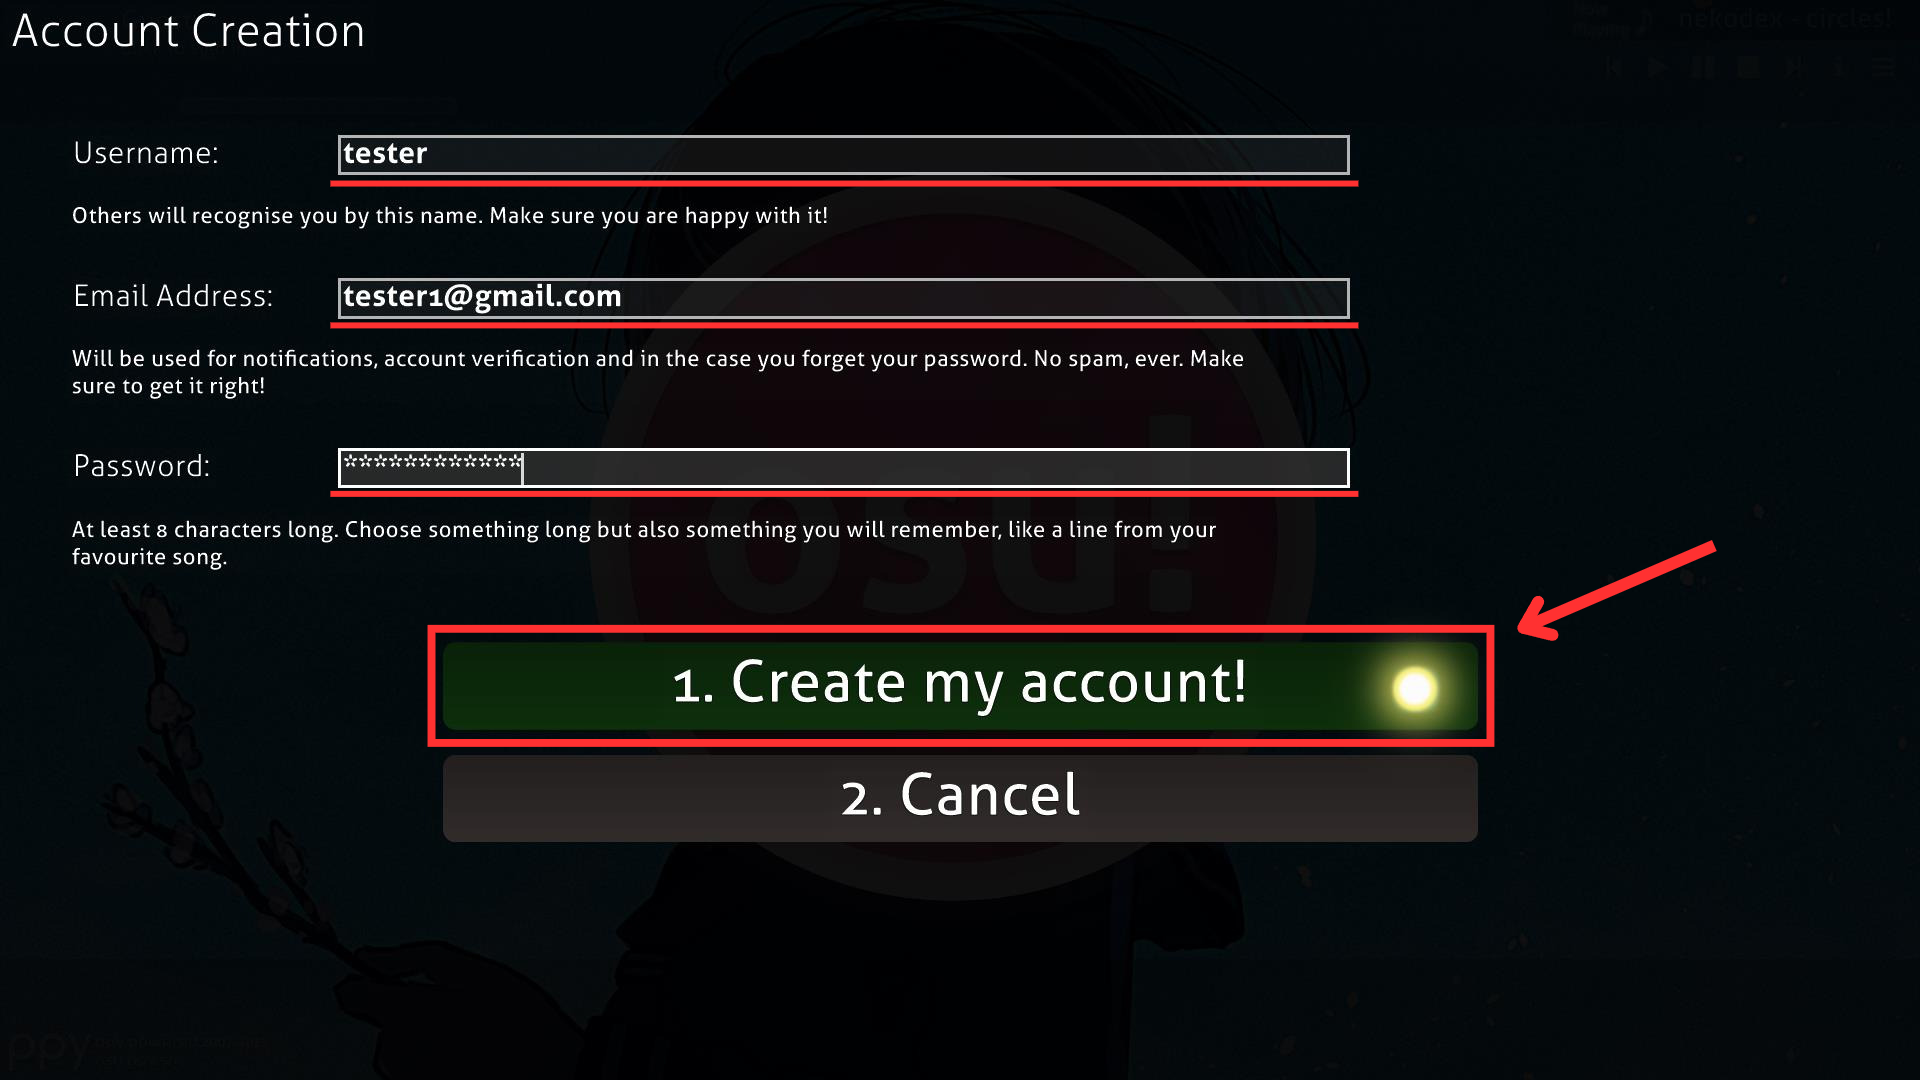 Account Creation
nekodex - circles!
Username: tester
Others will recognise you by this name. Make sure you are happy with it!
Email Address: tester1@gmail.com
Will be used for notifications, account verification and in the case you forget your password. No spam, ever. Make
sure to get it right!
Password: ************
At least 8 characters long. Choose something long but also something you will remember, like a line from your
favourite song.
osu!
1. Create my account!
2. Cancel
ppy